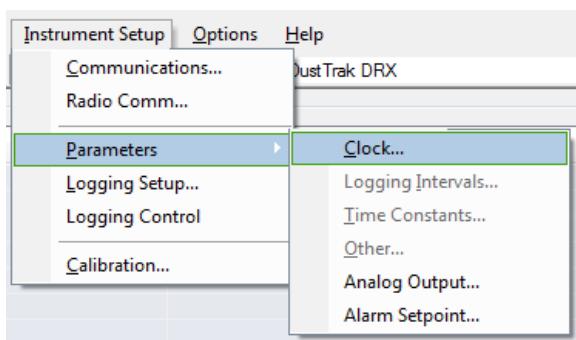 Instrument Setup Options Help
Communications...
DustTrak DRX
Radio Comm...
Parameters
Clock...
Logging Setup...
Logging Intervals...
Logging Control
Time Constants...
Other...
Calibration...
Analog Output...
Alarm Setpoint...